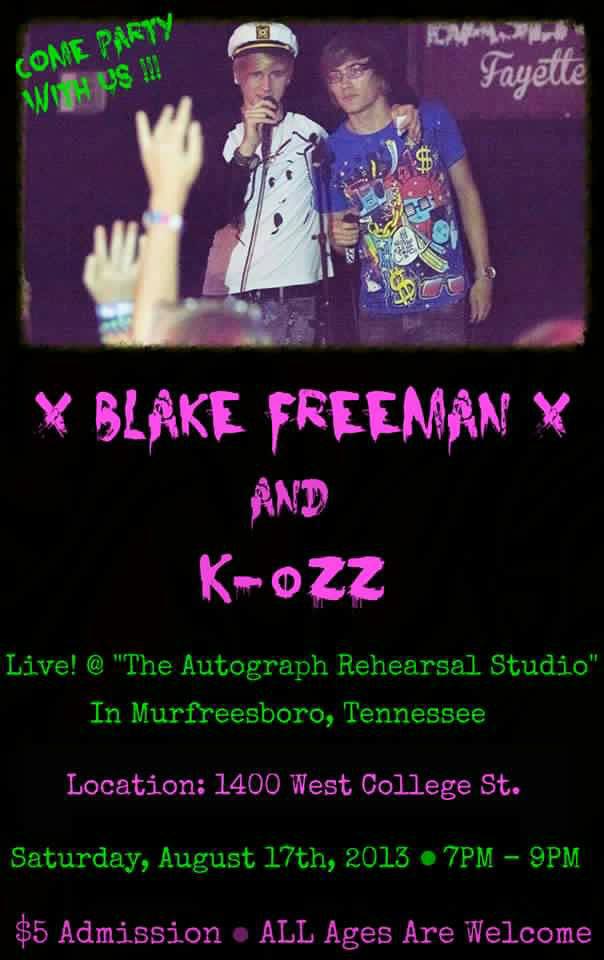 COME PARTY
WITH US !!!
Fayette
X BLAKE FREEMAN X
AND
K-OZZ
Live! @ "The Autograph Rehearsal Studio"
In Murfreesboro, Tennessee
Location: 1400 West College St.
Saturday, August 17th, 2013 ● 7PM - 9PM
$5 Admission ● ALL Ages Are Welcome